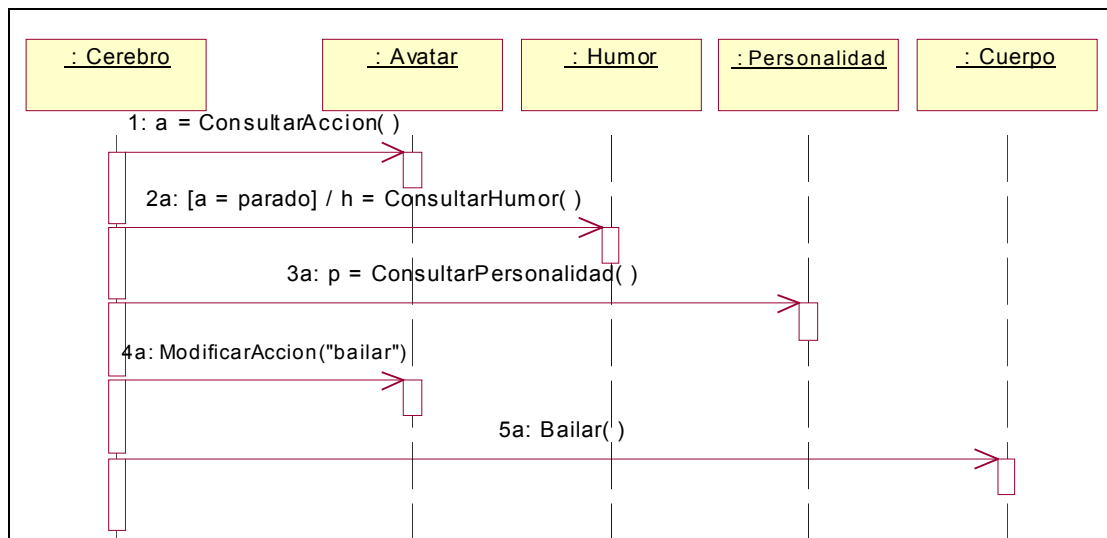 : Cerebro
: Avatar
: Humor
: Personalidad
: Cuerpo
1: a = ConsultarAccion( )
2a: [a = parado] / h = ConsultarHumor( )
3a: p = ConsultarPersonalidad( )
4a: ModificarAccion("bailar")
5a: Bailar( )